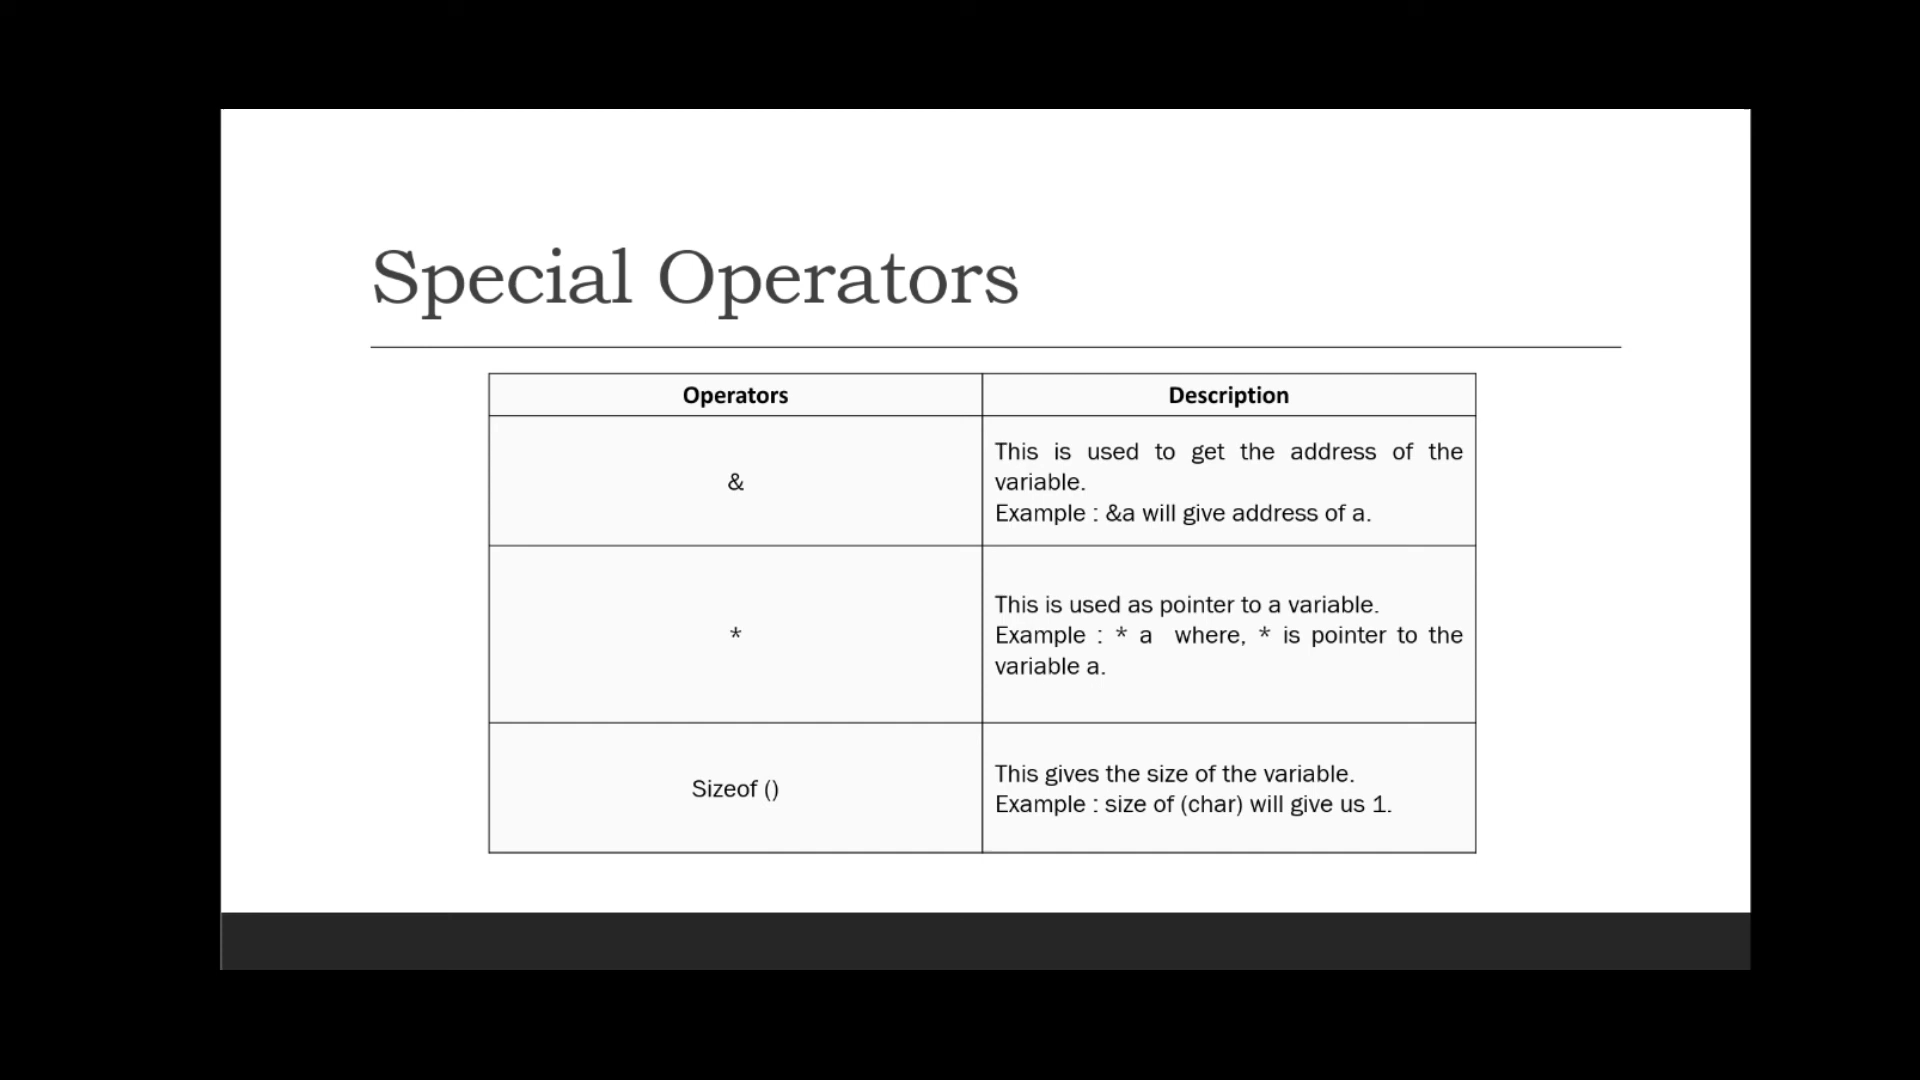 Special Operators
Operators
Description
&
This is used to get the address of the
variable.
Example : &a will give address of a.
*
This is used as pointer to a variable.
Example : * a where, * is pointer to the
variable a.
Sizeof ()
This gives the size of the variable.
Example : size of (char) will give us 1.